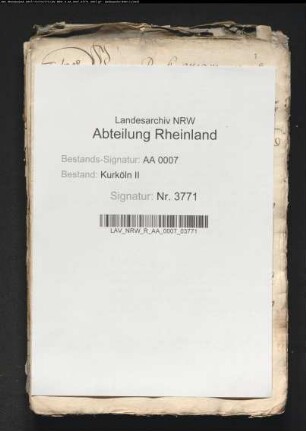 Landesarchiv NRW
Abteilung Rheinland
Bestands-Signatur: AA 0007
Bestand: Kurköln II
Signatur: Nr. 3771
LAV_NRW_R_AA_0007_03771